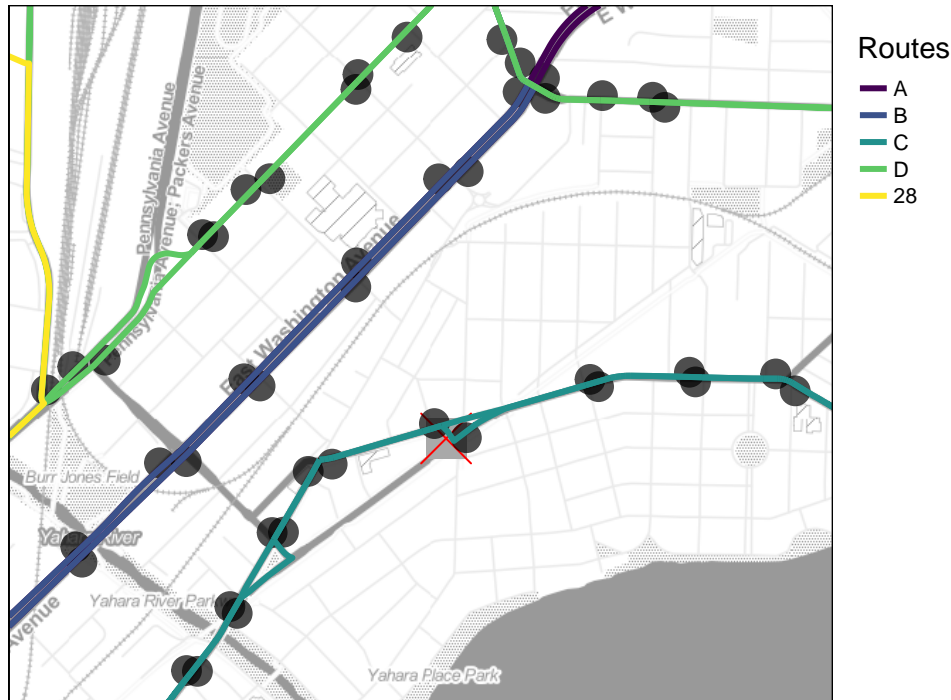 E W
Routes
A
B
C
D
28
Pennsylvania Avenue
Pennsylvania Avenue; Packers Avenue
East Washington Avenue
Burr Jones Field
Yahara River
Yahara River Park
Avenue
Yahara Place Park